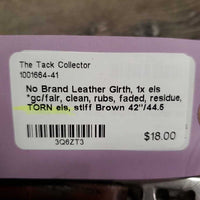 The Tack Collector
1001664-41
No Brand Leather Girth, 1x els
*gc/fair, clean, rubs, faded, residue,
TORN els, stiff Brown 42"/44.5
$18.00
3Q6ZT3